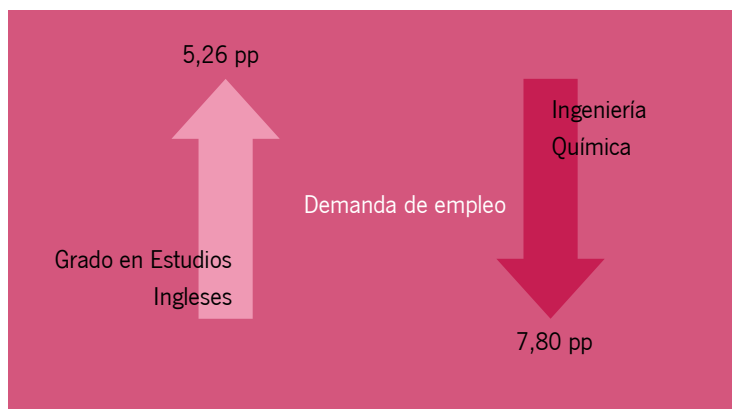 5,26 pp
Grado en Estudios
Ingleses
Demanda de empleo
Ingeniería
Química
7,80 pp